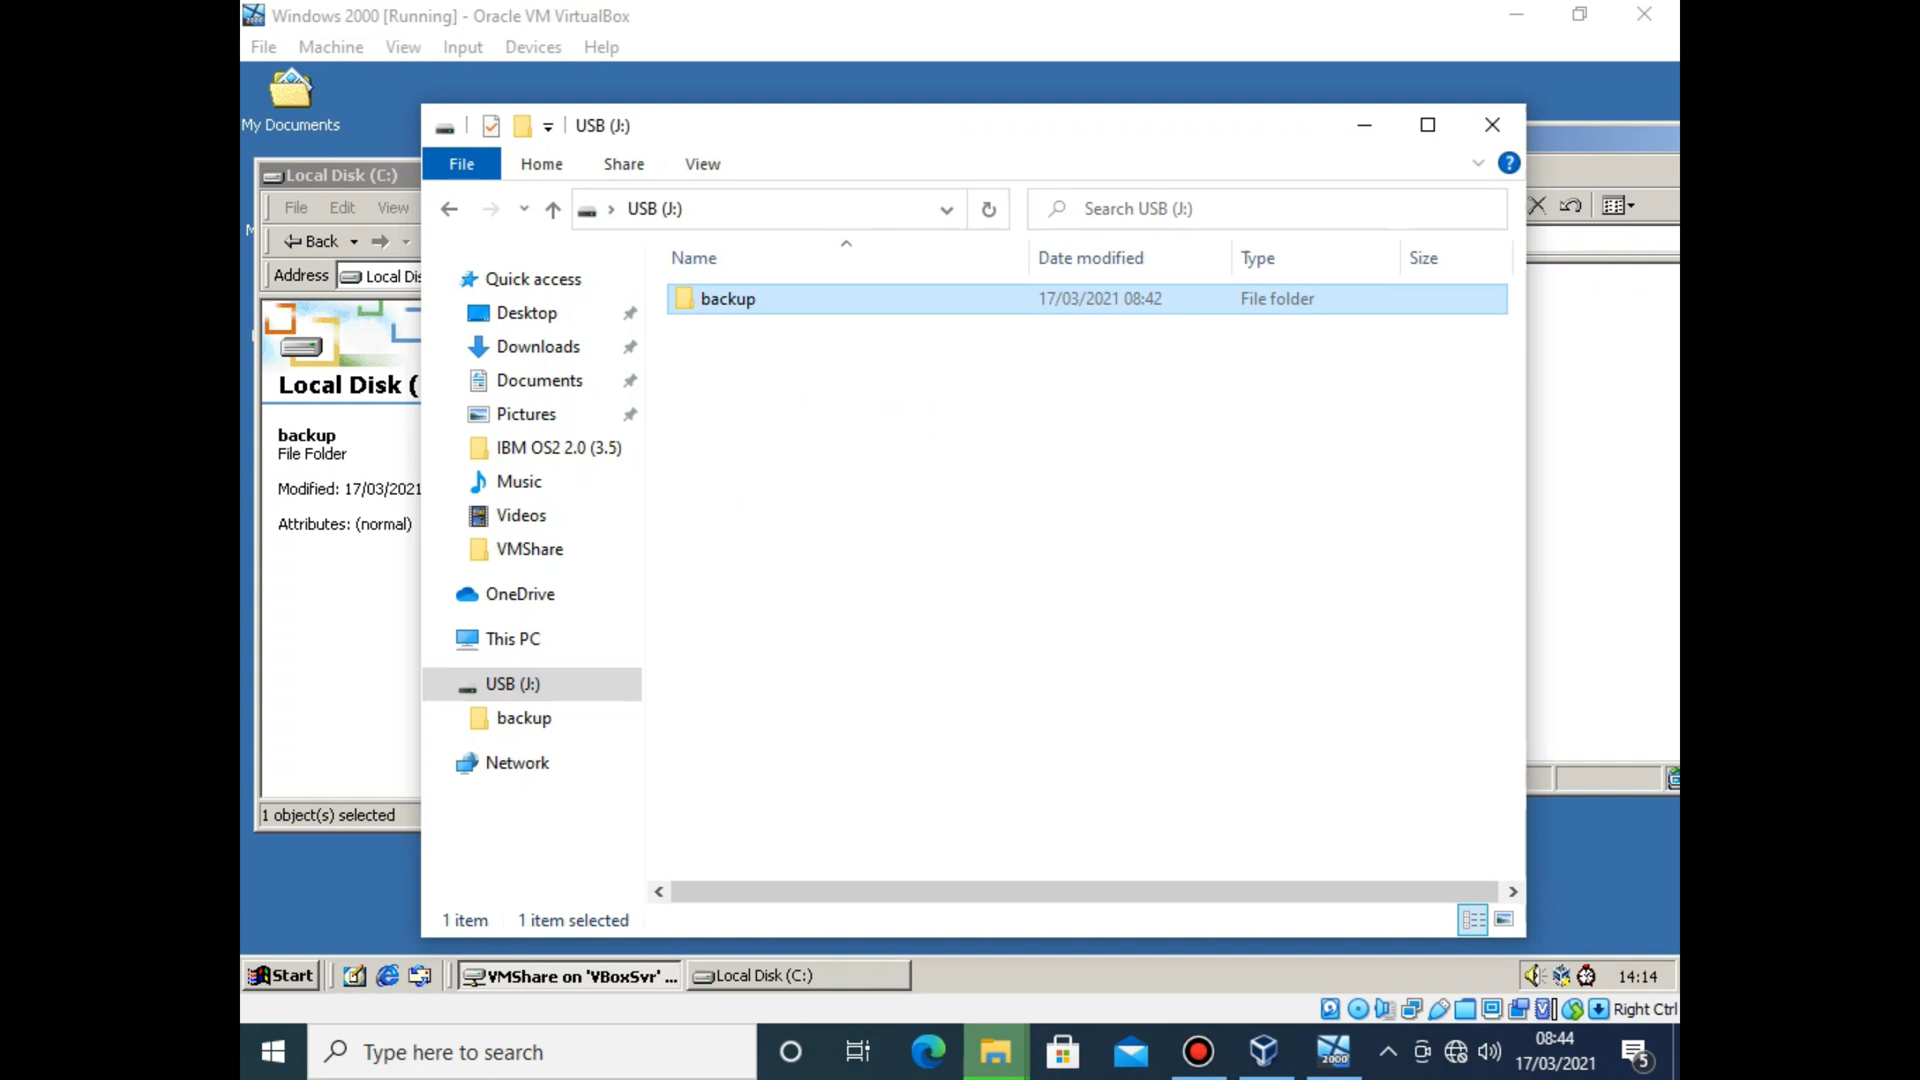 Windows 2000 [Running] - Oracle VM VirtualBox
File Machine View Input Devices Help
My Documents
USB (J:)
File Home Share View
Local Disk (C:)
File Edit View
USB (J:)
Search USB (J:)
Back
Address Local Dis
Name Date modified Type Size
backup 17/03/2021 08:42 File folder
Quick access
Desktop
Downloads
Documents
Pictures
IBM OS2 2.0 (3.5)
Music
Videos
VMShare
OneDrive
This PC
USB (J:)
backup
Network
Local Disk (
backup
File Folder
Modified: 17/03/2021
Attributes: (normal)
1 object(s) selected
1 item 1 item selected
Start
VMShare on 'VBoxSvr' ...
Local Disk (C:)
14:14
Right Ctrl
Type here to search
2000
08:44
17/03/2021
5